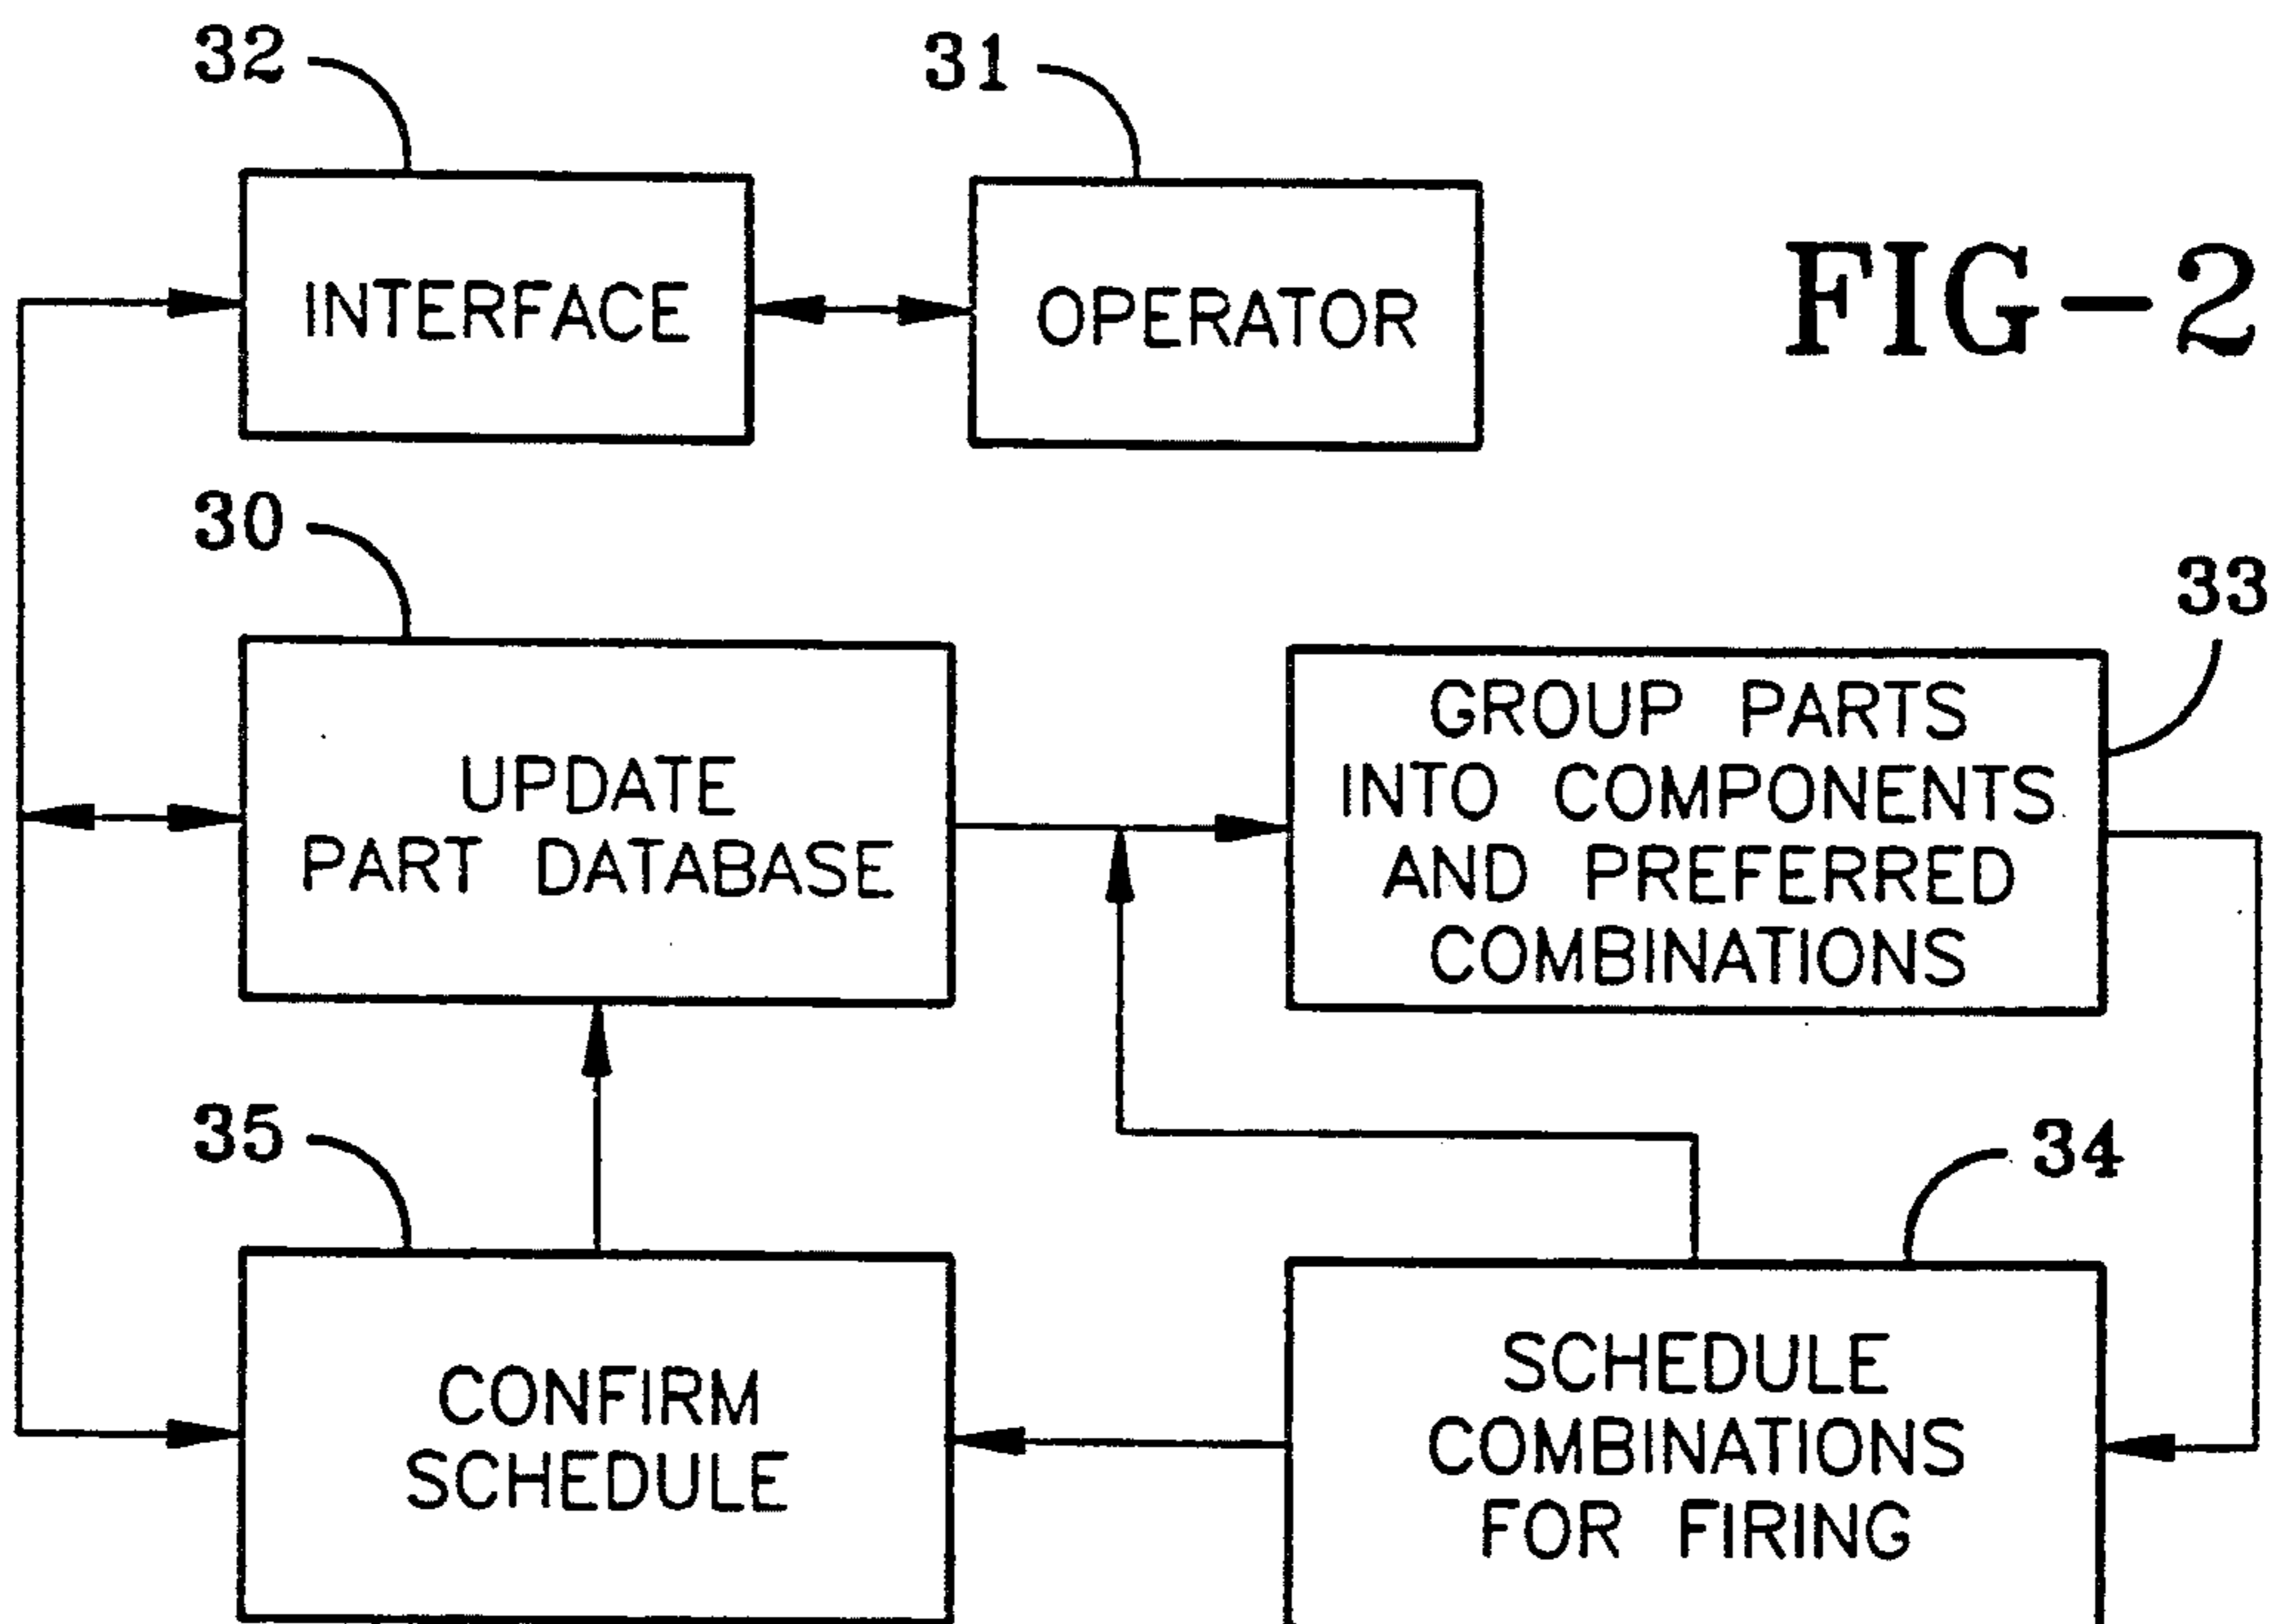 32
31
INTERFACE
OPERATOR
FIG-2
30
33
UPDATE
PART DATABASE
GROUP PARTS
INTO COMPONENTS
AND PREFERRED
COMBINATIONS
35
34
CONFIRM
SCHEDULE
SCHEDULE
COMBINATIONS
FOR FIRING